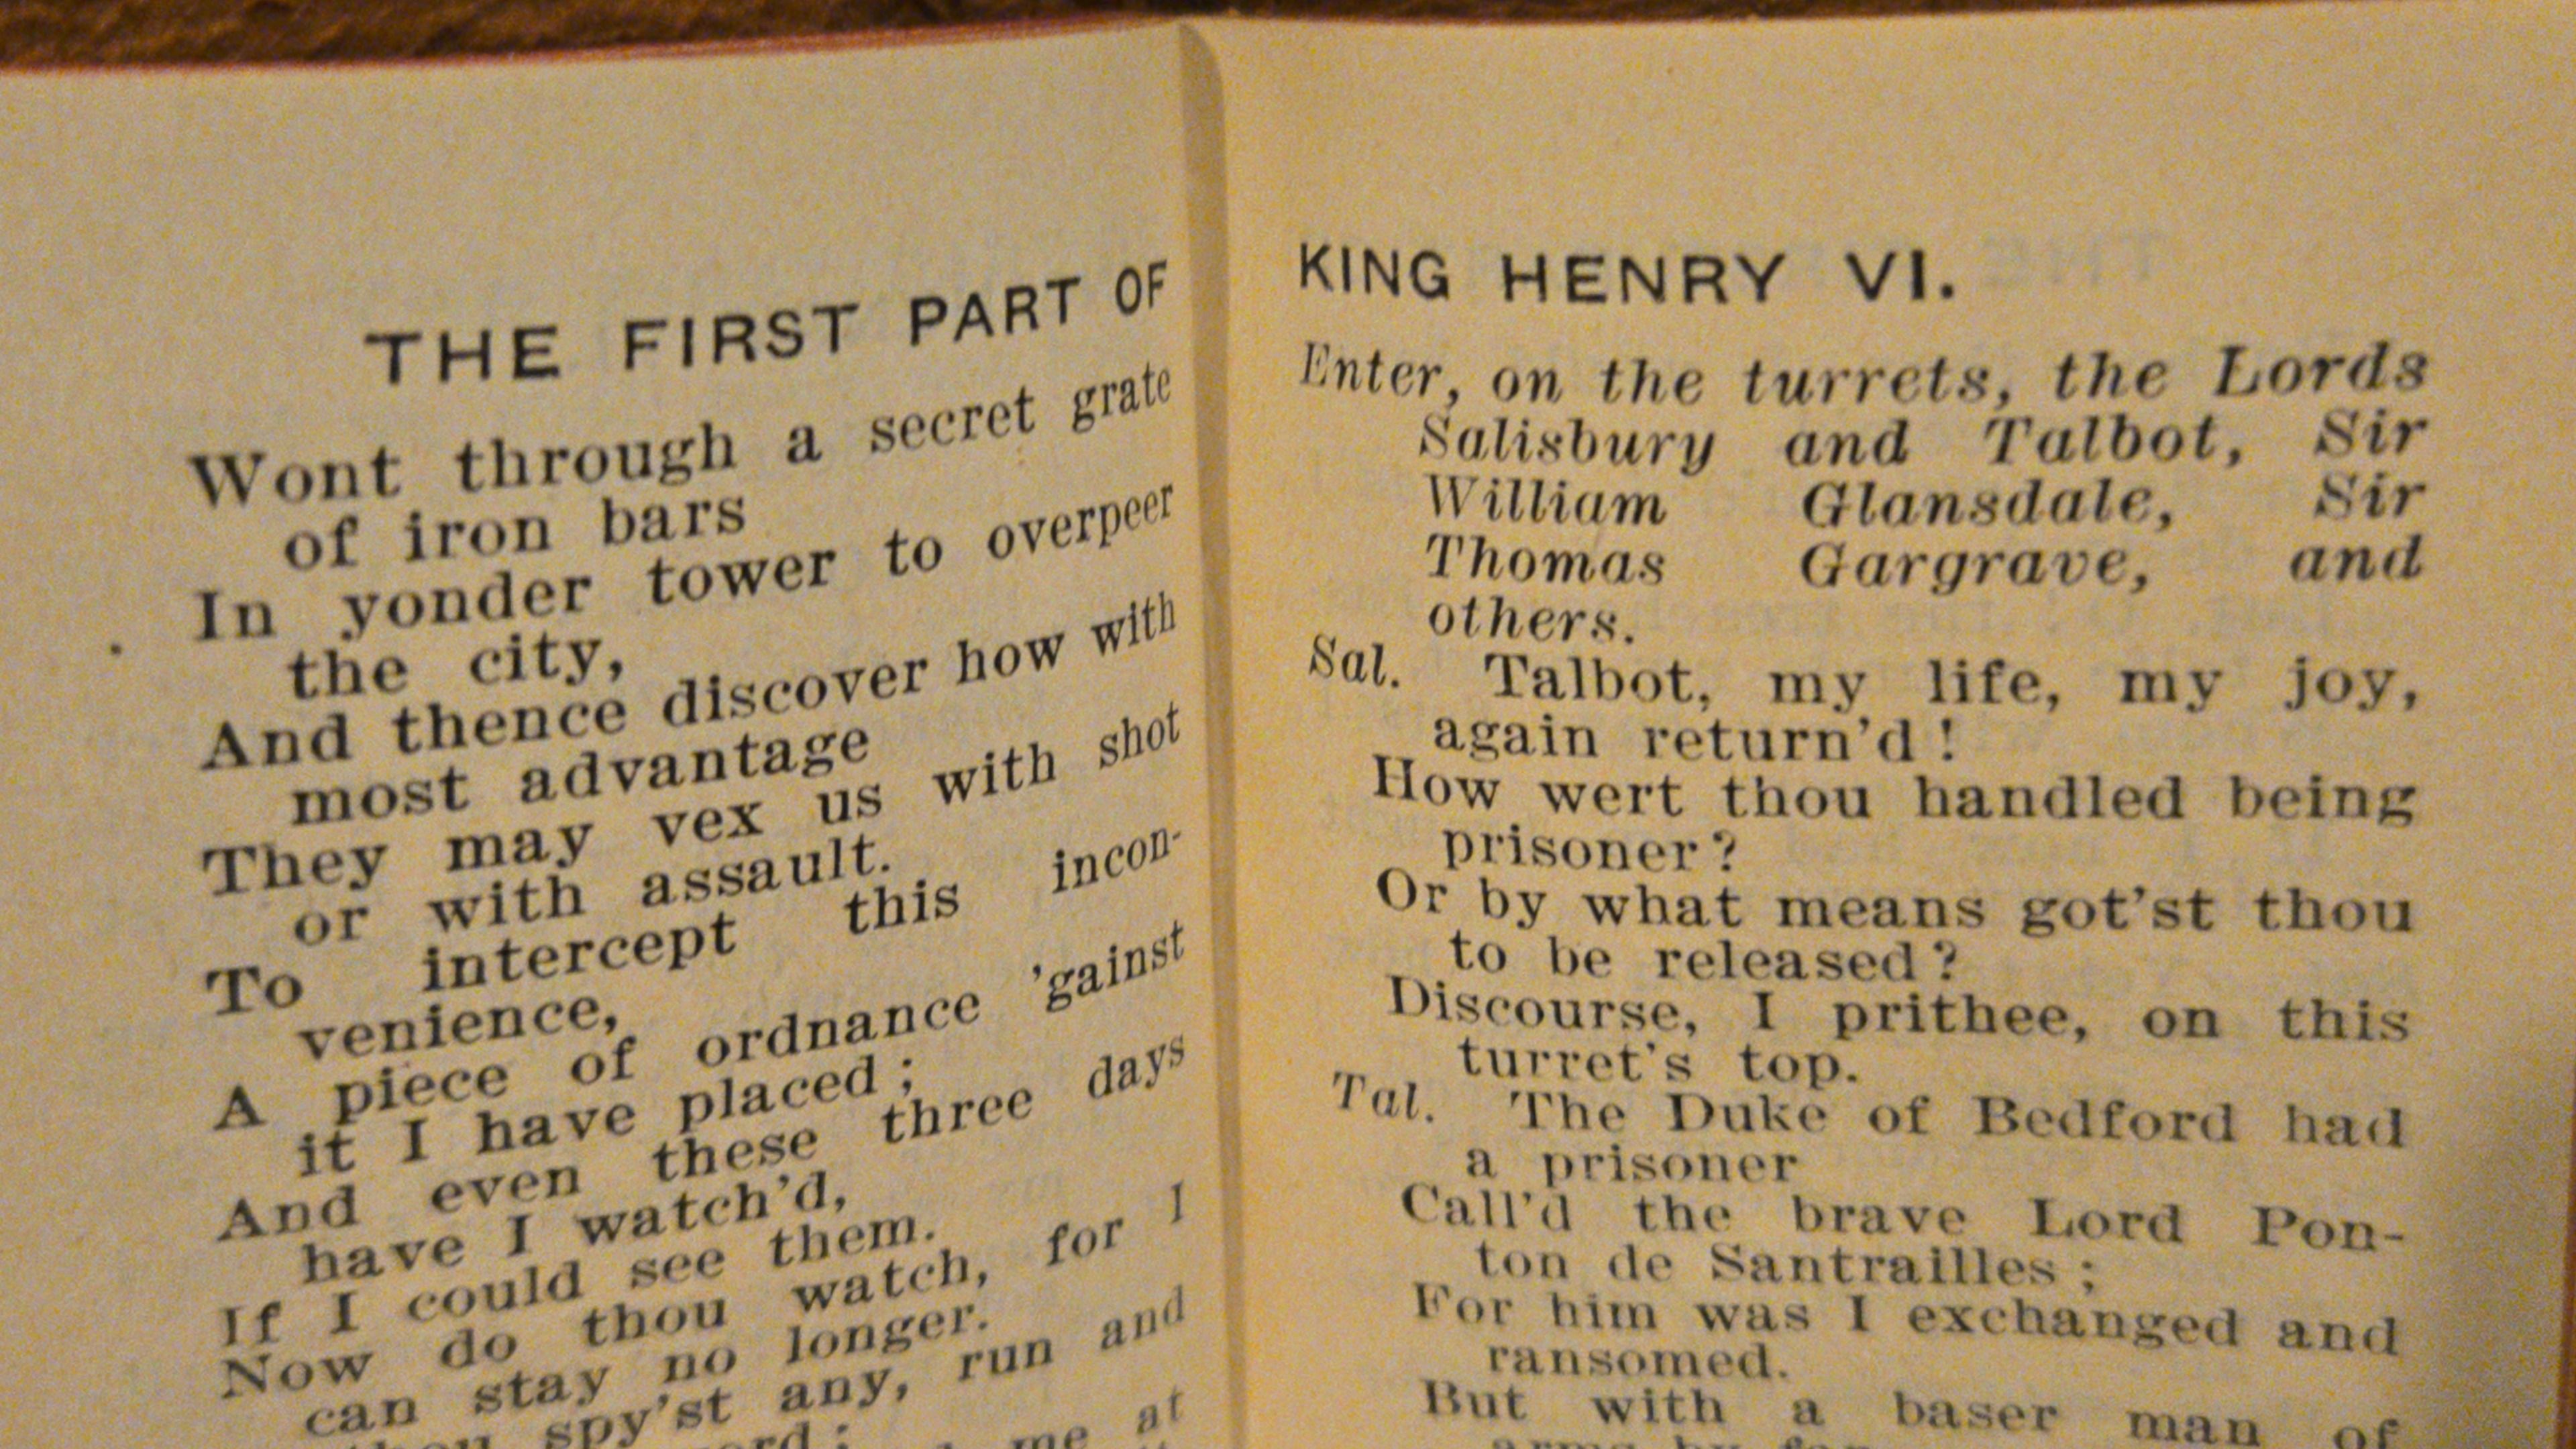 THE FIRST PART OF
Wont through a secret grate
of iron bars
In yonder tower to overpeer
the city,
And thence discover how with
most advantage
They may vex us with shot
or with assault.
To intercept this incon-
venience,
A piece of ordnance 'gainst
it I have placed ;
And even these three days
have I watch'd,
If I could see them.
Now do thou watch, for I
can stay no longer.
spy'st any, run and
me at
KING HENRY VI.
Enter, on the turrets, the Lords
Salisbury and Talbot, Sir
William Glansdale, Sir
Thomas Gargrave, and
others.
Sal. Talbot, my life, my joy,
again return'd !
How wert thou handled being
prisoner ?
Or by what means got'st thou
to be released ?
Discourse, I prithee, on this
turret's top.
Tal. The Duke of Bedford had
a prisoner
Call'd the brave Lord Pon-
ton de Santrailles ;
For him was I exchanged and
ransomed.
But with a baser man of